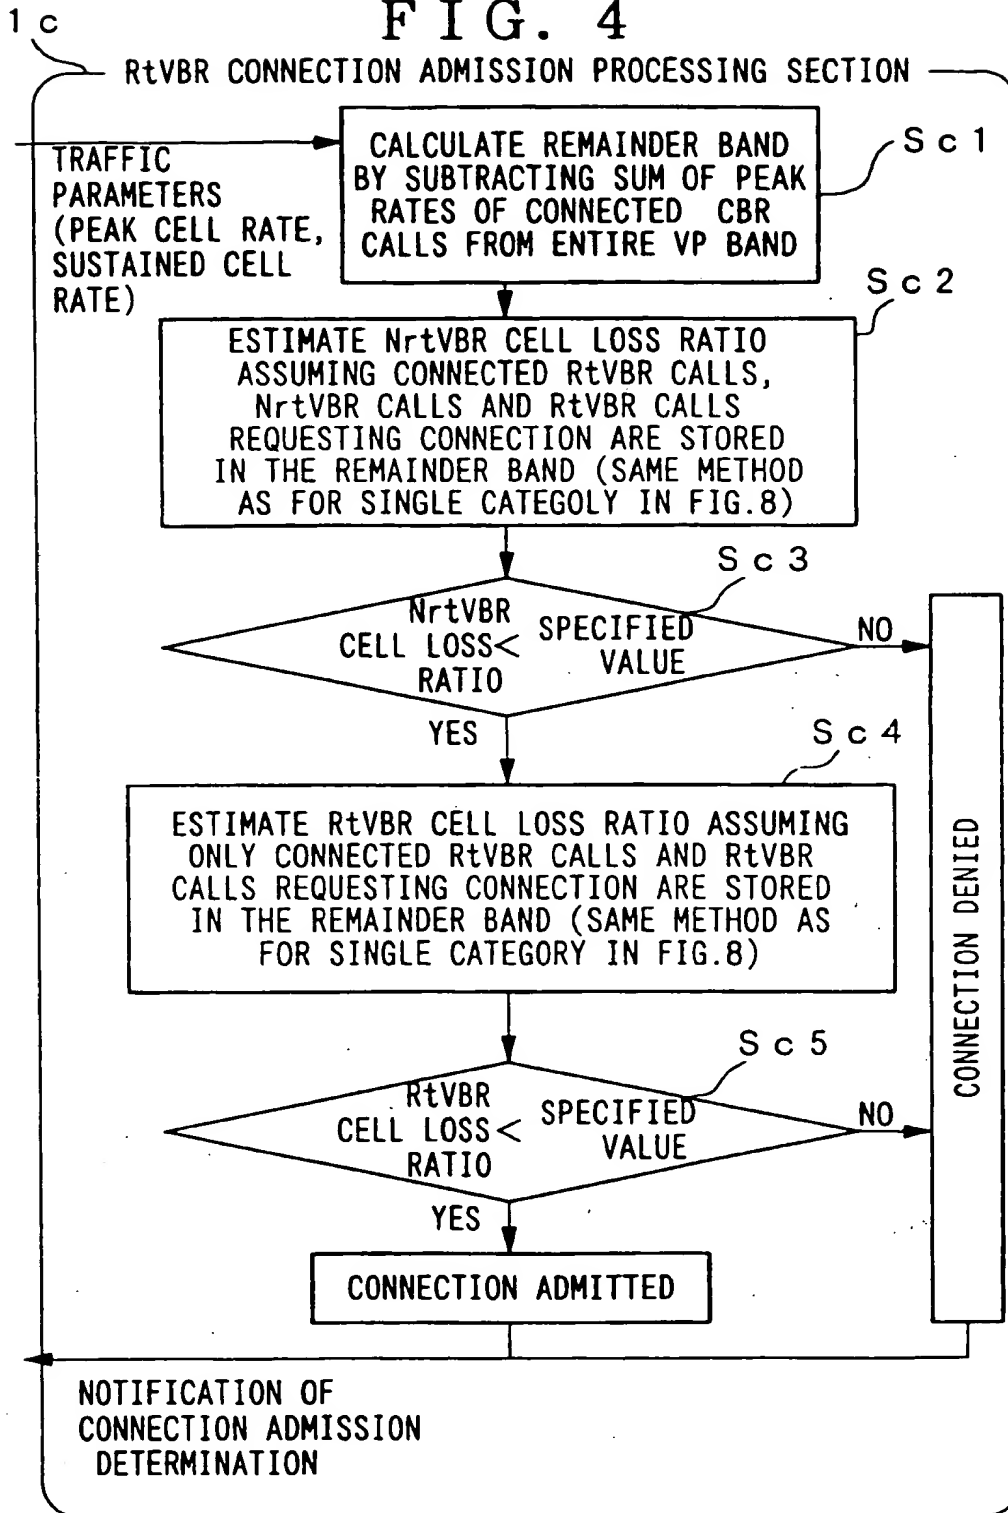 1c
FIG. 4
RtVBR CONNECTION ADMISSION PROCESSING SECTION
TRAFFIC
PARAMETERS
(PEAK CELL RATE,
SUSTAINED CELL
RATE)
CALCULATE REMAINDER BAND
BY SUBTRACTING SUM OF PEAK
RATES OF CONNECTED CBR
CALLS FROM ENTIRE VP BAND
Sc1
Sc2
ESTIMATE NrtVBR CELL LOSS RATIO
ASSUMING CONNECTED RtVBR CALLS,
NrtVBR CALLS AND RtVBR CALLS
REQUESTING CONNECTION ARE STORED
IN THE REMAINDER BAND (SAME METHOD
AS FOR SINGLE CATEGOLY IN FIG.8)
Sc3
NrtVBR
CELL LOSS
RATIO
<
SPECIFIED
VALUE
NO
YES
Sc4
ESTIMATE RtVBR CELL LOSS RATIO ASSUMING
ONLY CONNECTED RtVBR CALLS AND RtVBR
CALLS REQUESTING CONNECTION ARE STORED
IN THE REMAINDER BAND (SAME METHOD AS
FOR SINGLE CATEGORY IN FIG.8)
Sc5
RtVBR
CELL LOSS
RATIO
<
SPECIFIED
VALUE
NO
YES
CONNECTION DENIED
CONNECTION ADMITTED
NOTIFICATION OF
CONNECTION ADMISSION
DETERMINATION